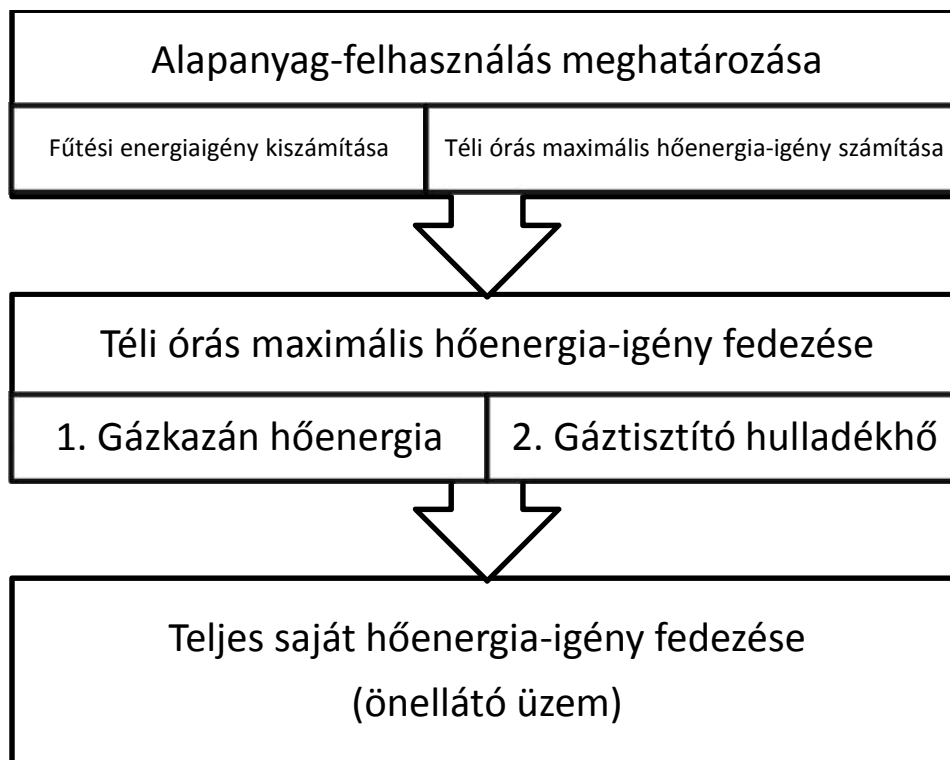 Alapanyag-felhasználás meghatározása
Fűtési energiaigény kiszámítása
Téli órás maximális hőenergia-igény számítása
Téli órás maximális hőenergia-igény fedezése
1. Gázkazán hőenergia
2. Gáztisztító hulladékhő
Teljes saját hőenergia-igény fedezése
(önellátó üzem)